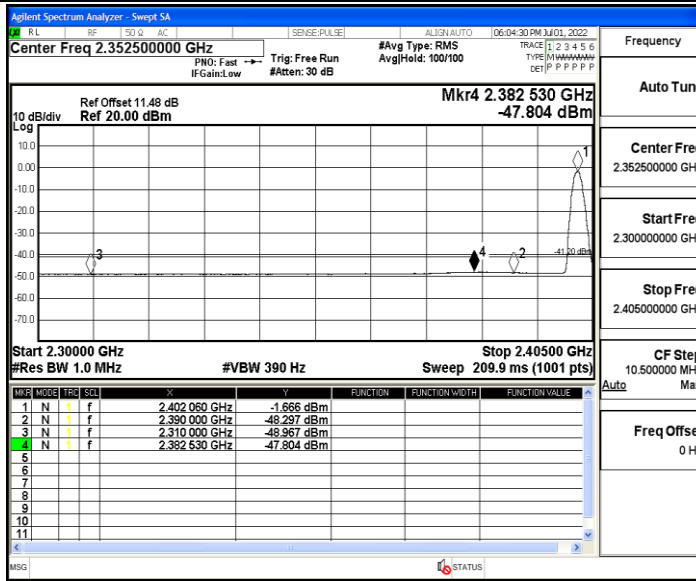 Agilent Spectrum Analyzer - Swept SA
RL RF 50 Ω AC SENSE:PULSE ALIGN AUTO 06:04:30 PM Jul 01, 2022
Center Freq 2.352500000 GHz
PNO: Fast
IFGain:Low
Trig: Free Run
#Atten: 30 dB
#Avg Type: RMS
Avg|Hold: 100/100
TRACE 1 2 3 4 5 6
TYPE M
DET P P P P P P
Ref Offset 11.48 dB
10 dB/div Ref 20.00 dBm
Log
Mkr4 2.382 530 GHz
-47.804 dBm
10.0
0.00
-10.0
-20.0
-30.0
-40.0
-50.0
-60.0
-70.0
1
2
3
4
-41.20 dBm
Start 2.30000 GHz Stop 2.40500 GHz
#Res BW 1.0 MHz #VBW 390 Hz Sweep 209.9 ms (1001 pts)
MKR MODE TRC SCL X Y FUNCTION FUNCTION WIDTH FUNCTION VALUE
1 N 1 f 2.402 060 GHz -1.666 dBm
2 N 1 f 2.390 000 GHz -48.297 dBm
3 N 1 f 2.310 000 GHz -48.967 dBm
4 N 1 f 2.382 530 GHz -47.804 dBm
5
6
7
8
9
10
11
MSG STATUS
Frequency
Auto Tun
Center Fre
2.352500000 GH
Start Fre
2.300000000 GH
Stop Fre
2.405000000 GH
CF Step
10.500000 MH
Auto Ma
Freq Offse
0 H